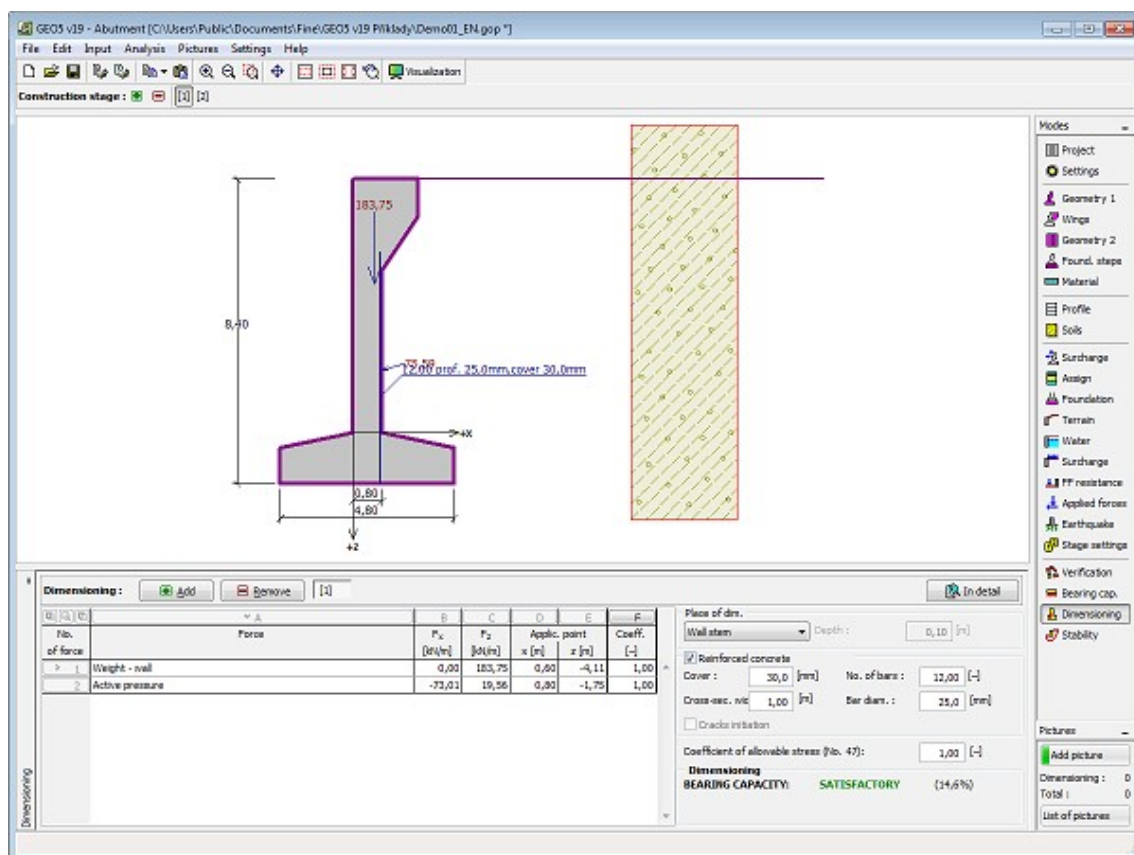 GEO5 v19 - Abutment [C:\Users\Public\Documents\Fine\GEO5 v19 Příklady\Demo01_EN.gop *]
File Edit Input Analysis Pictures Settings Help
Visualization
Construction stage : [1] [2]
183,75
8,40
75,58
12.00 prof. 25.0mm,cover 30.0mm
+x
0,80
4,80
+z
Modes
Project
Settings
Geometry 1
Wings
Geometry 2
Found. steps
Material
Profile
Soils
Surcharge
Assign
Foundation
Terrain
Water
Surcharge
FF resistance
Applied forces
Earthquake
Stage settings
Verification
Bearing cap.
Dimensioning
Stability
Pictures
Add picture
Dimensioning : 0
Total : 0
List of pictures
Dimensioning
Dimensioning : Add Remove [1] In detail
A B C D E F
No. Force Fx Fz Applic. point Coeff.
of force [kN/m] [kN/m] x [m] z [m] [–]
1 Weight - wall 0,00 183,75 0,60 -4,11 1,00
2 Active pressure -73,01 19,56 0,80 -1,75 1,00
Place of dim.
Wall stem Depth : 0,10 [m]
Reinforced concrete
Cover : 30,0 [mm] No. of bars : 12,00 [–]
Cross-sec. wic 1,00 [m] Bar diam. : 25,0 [mm]
Cracks initiation
Coefficient of allowable stress (No. 47): 1,00 [–]
Dimensioning
BEARING CAPACITY: SATISFACTORY (14,6%)